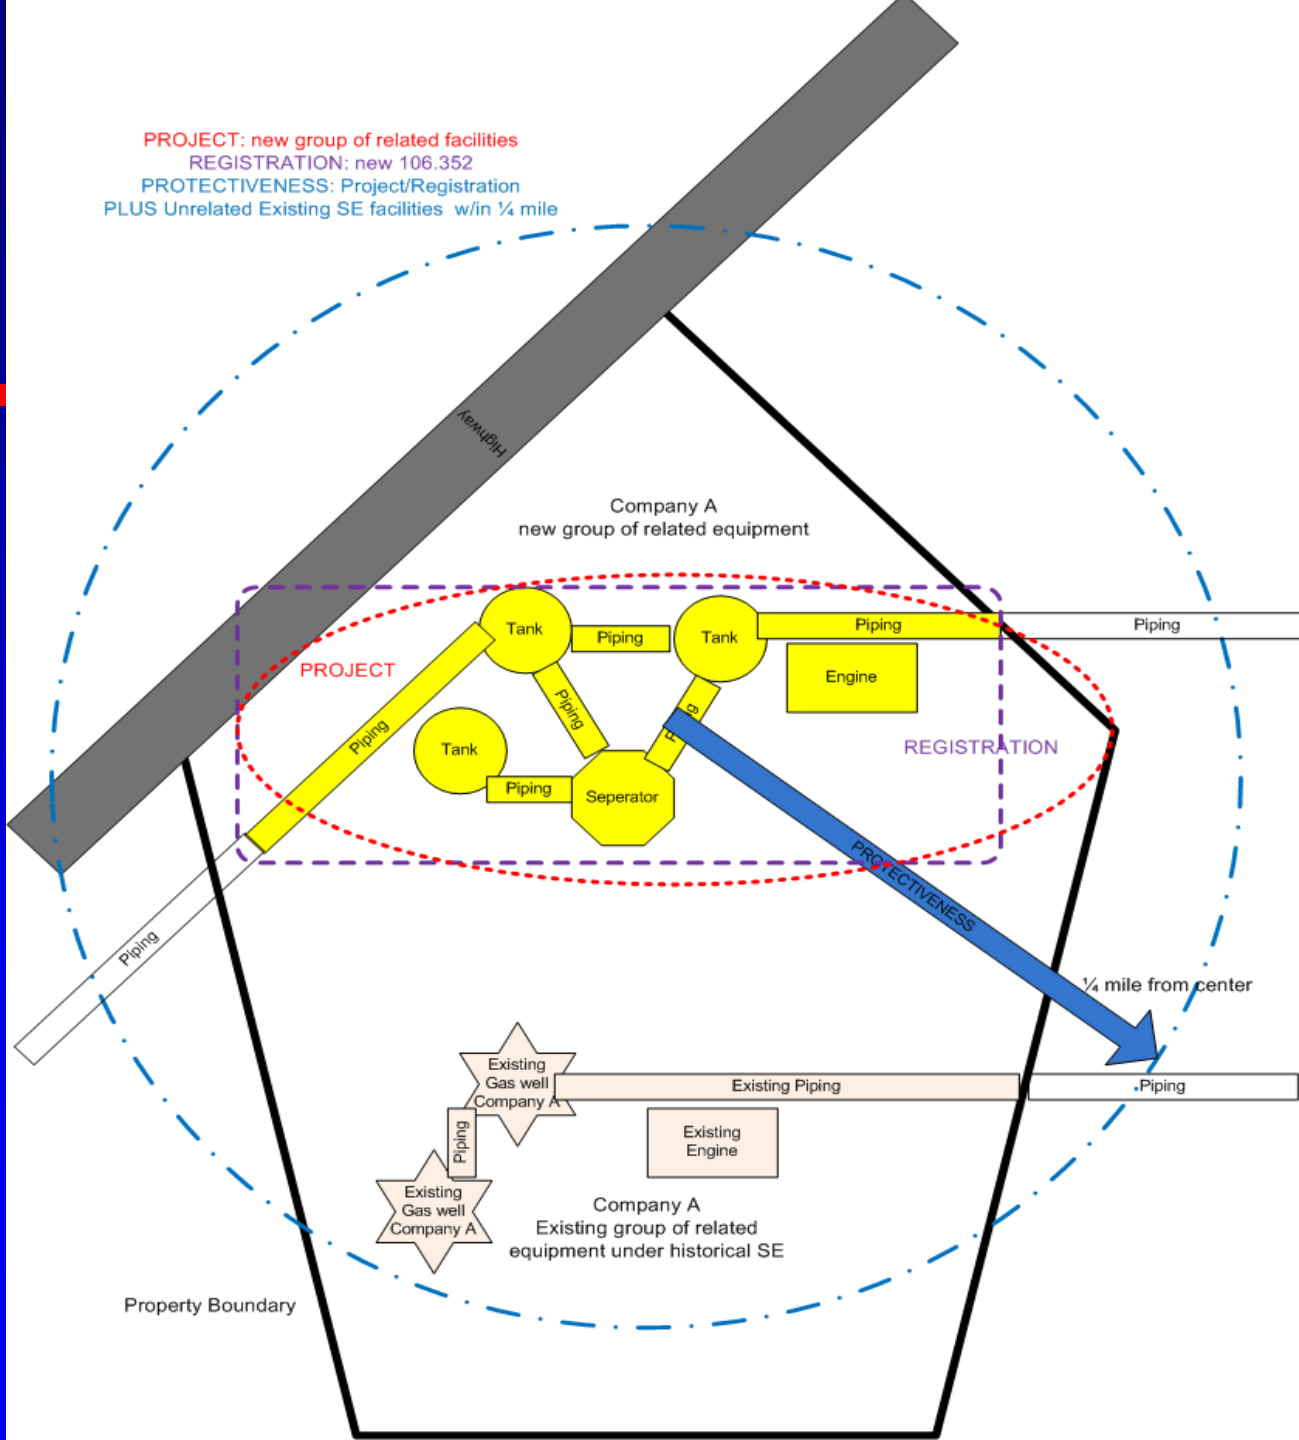 PROJECT: new group of related facilities
REGISTRATION: new 106.352
PROTECTIVENESS: Project/Registration
PLUS Unrelated Existing SE facilities w/in ¼ mile
Highway
Company A
new group of related equipment
Tank
Piping
Tank
Piping
Piping
PROJECT
Engine
Piping
Piping
Tank
REGISTRATION
Piping
Seperator
PROTECTIVENESS
Piping
¼ mile from center
Existing
Gas well
Company A
Existing Piping
Piping
Piping
Existing
Engine
Existing
Gas well
Company A
Company A
Existing group of related
equipment under historical SE
Property Boundary